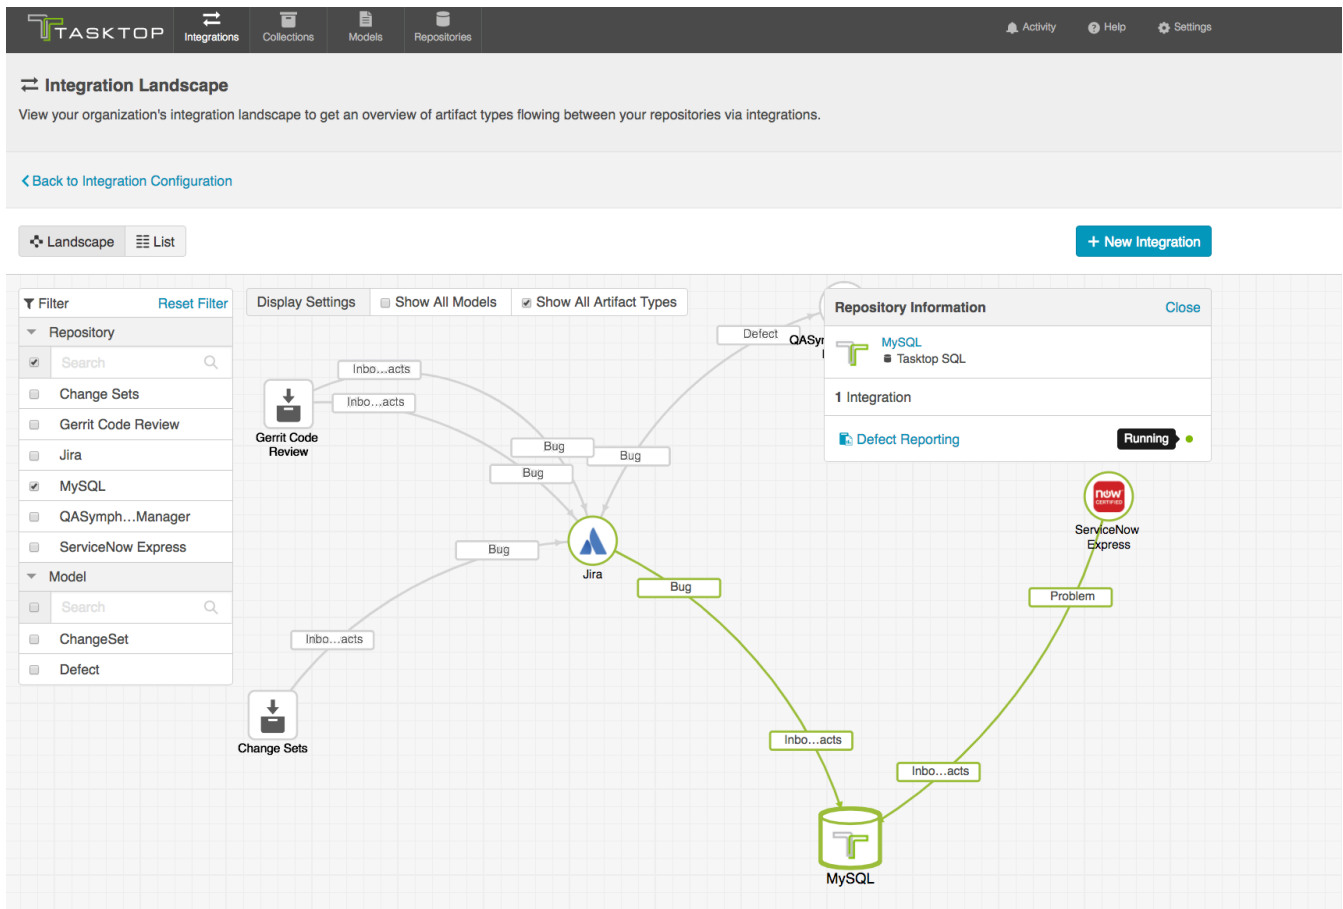 TASKTOP
Integrations
Collections
Models
Repositories
Activity
Help
Settings
Integration Landscape
View your organization's integration landscape to get an overview of artifact types flowing between your repositories via integrations.
Back to Integration Configuration
Landscape
List
+ New Integration
Filter
Reset Filter
Repository
Search
Change Sets
Gerrit Code Review
Jira
MySQL
QASymph...Manager
ServiceNow Express
Model
Search
ChangeSet
Defect
Display Settings
Show All Models
Show All Artifact Types
Repository Information
Close
MySQL
Tasktop SQL
1 Integration
Defect Reporting
Running
Defect
Inbo...acts
Inbo...acts
Gerrit Code
Review
Bug
Bug
Bug
now
CERTIFIED
ServiceNow
Express
Bug
Jira
Bug
Problem
Inbo...acts
Change Sets
Inbo...acts
Inbo...acts
MySQL